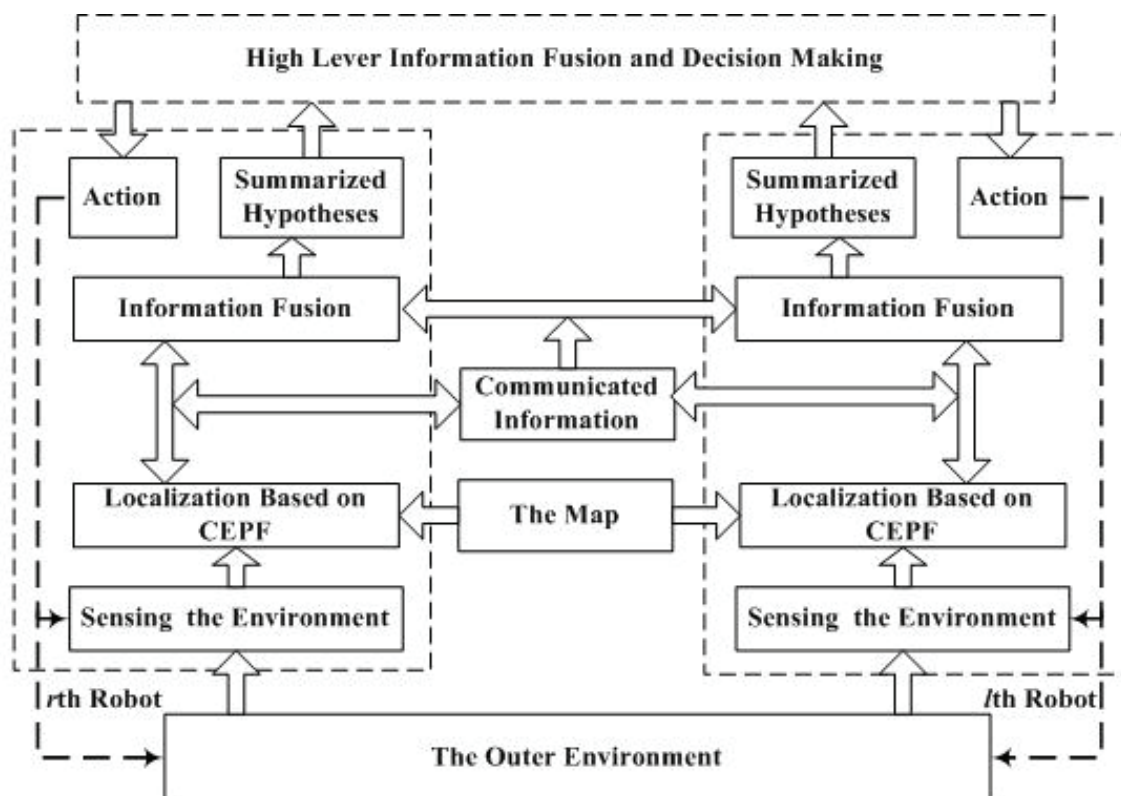 High Lever Information Fusion and Decision Making
Action
Summarized
Hypotheses
Summarized
Hypotheses
Action
Information Fusion
Information Fusion
Communicated
Information
Localization Based on
CEPF
The Map
Localization Based on
CEPF
Sensing the Environment
Sensing the Environment
rth Robot
lth Robot
The Outer Environment